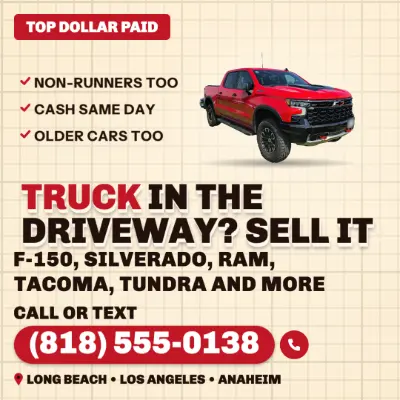 TOP DOLLAR PAID
NON-RUNNERS TOO
CASH SAME DAY
OLDER CARS TOO
TRUCK IN THE
DRIVEWAY? SELL IT
F-150, SILVERADO, RAM,
TACOMA, TUNDRA AND MORE
CALL OR TEXT
(818) 555-0138
LONG BEACH • LOS ANGELES • ANAHEIM